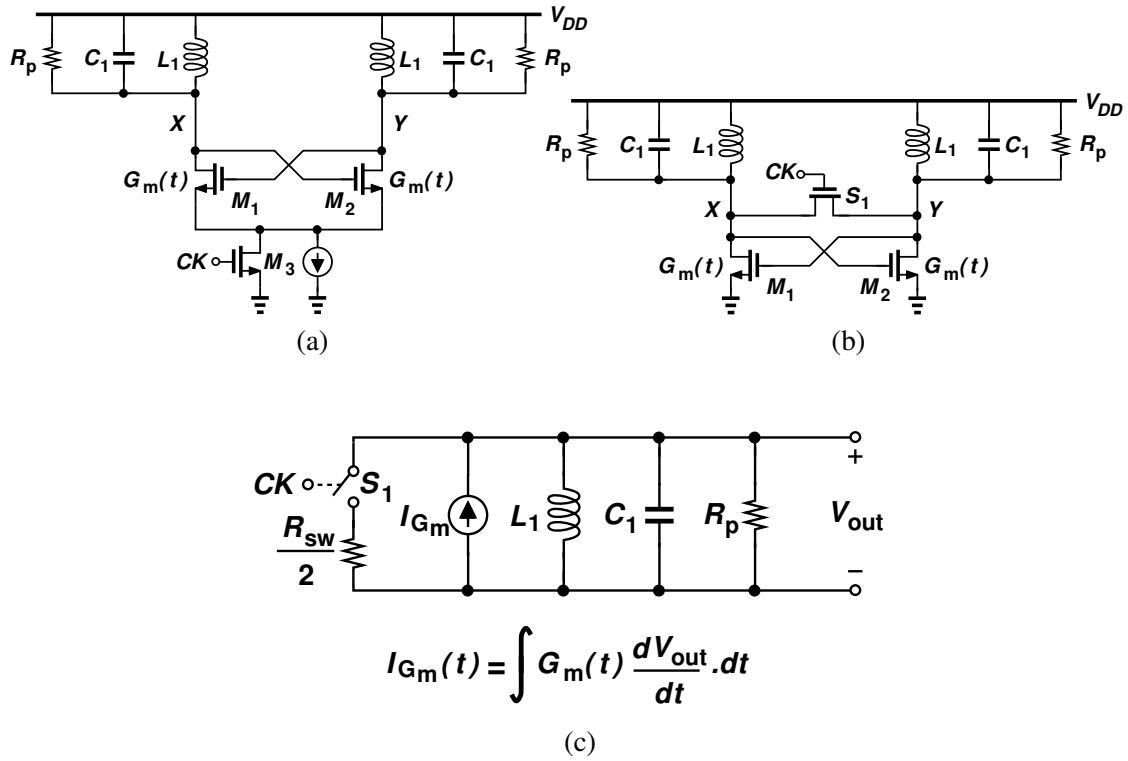 V_DD
R_p C_1 L_1 L_1 C_1 R_p
X Y
G_m(t) M_1 M_2 G_m(t)
CK M_3
(a)
V_DD
R_p C_1 L_1 L_1 C_1 R_p
CK S_1
X Y
G_m(t) M_1 M_2 G_m(t)
(b)
CK S_1 I_Gm L_1 C_1 R_p + V_out −
R_sw/2
I_Gm(t) = ∫ G_m(t) dV_out/dt .dt
(c)